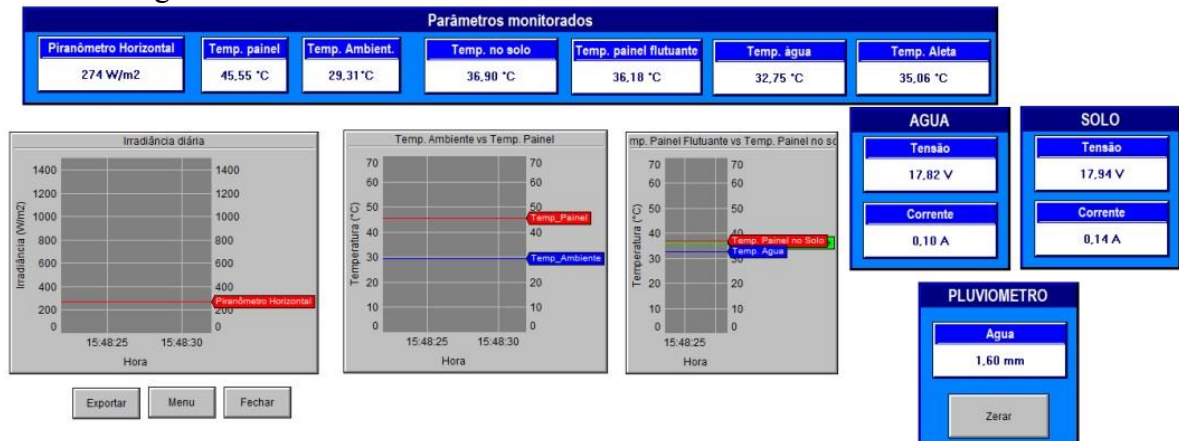 Parâmetros monitorados
Piranômetro Horizontal
274 W/m2
Temp. painel
45,55 °C
Temp. Ambient.
29,31°C
Temp. no solo
36,90 °C
Temp. painel flutuante
36,18 °C
Temp. àgua
32,75 °C
Temp. Aleta
35,06 °C
Irradiância diária
Irradiância (W/m2)
1400
1200
1000
800
600
400
200
0
1400
1200
1000
800
600
400
200
0
Piranômetro Horizontal
15:48:25
15:48:30
Hora
Temp. Ambiente vs Temp. Painel
Temperatura (°C)
70
60
50
40
30
20
10
0
70
60
50
40
20
10
0
Temp_Painel
Temp_Ambiente
15:48:25
15:48:30
Hora
mp. Painel Flutuante vs Temp. Painel no so
Temperatura (°C)
70
60
50
40
30
20
10
0
70
60
50
40
30
20
10
0
Temp. Painel no Solo
Temp. Agua
15:48:25
Hora
AGUA
Tensão
17,82 V
Corrente
0,10 A
SOLO
Tensão
17,94 V
Corrente
0,14 A
PLUVIOMETRO
Agua
1,60 mm
Zerar
Exportar
Menu
Fechar